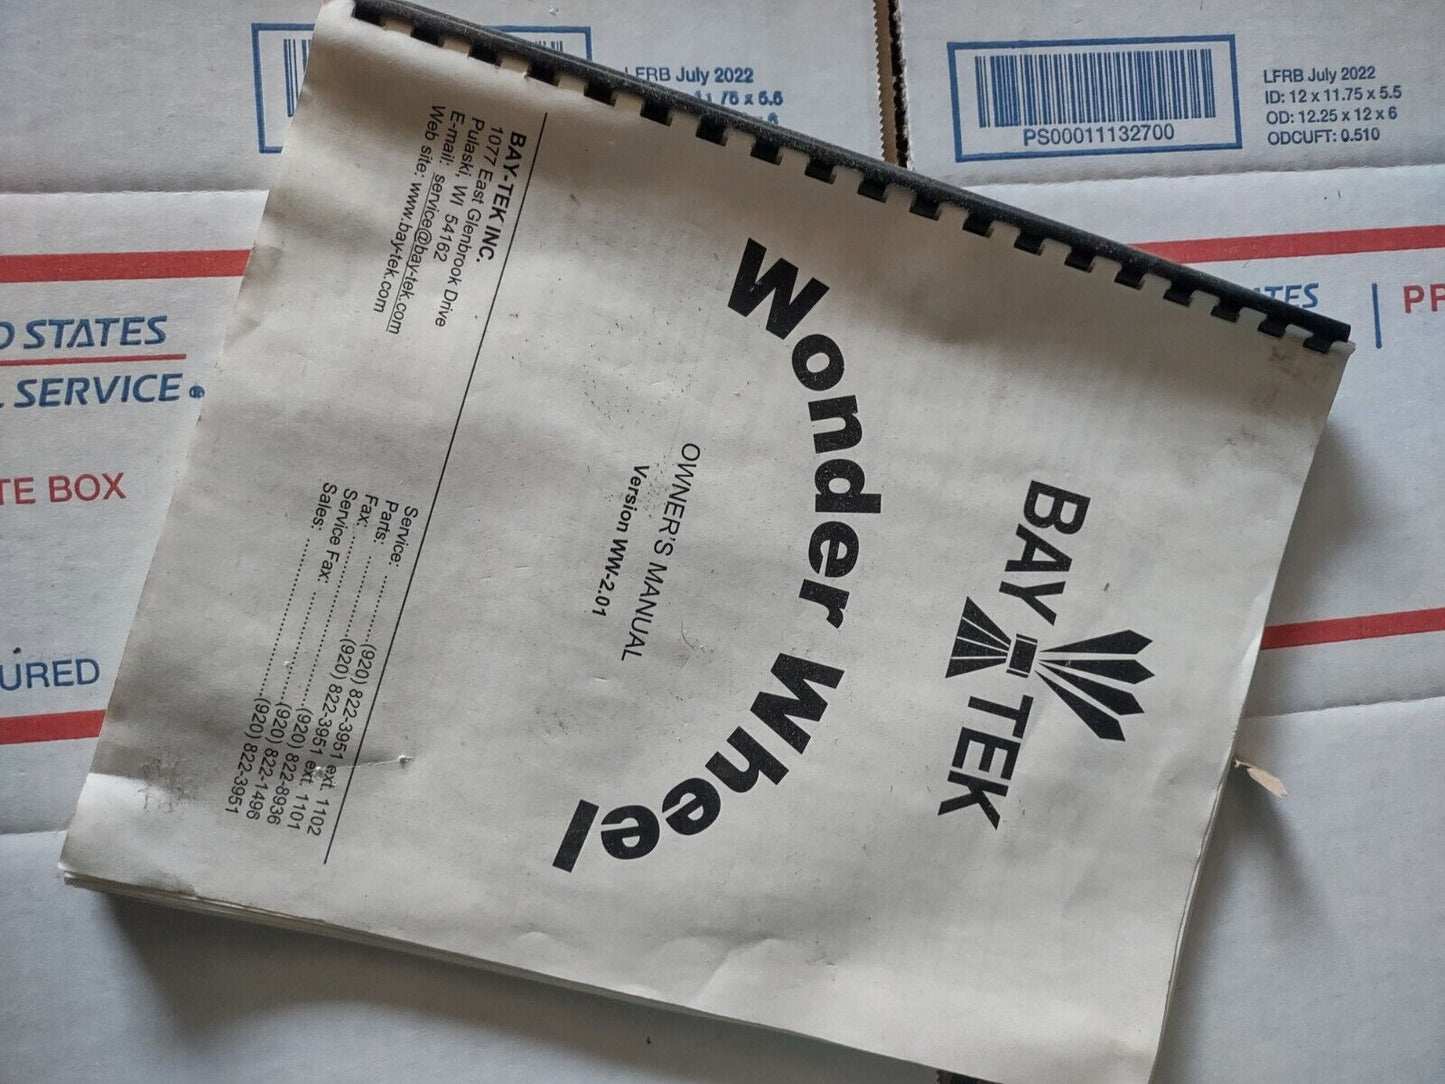 BAY TEK
Wonder Wheel
OWNER'S MANUAL
Version WW-2.01
BAY-TEK INC.
1077 East Glenbrook Drive
Pulaski, WI 54162
E-mail: service@bay-tek.com
Web site: www.bay-tek.com
Service: ..............(920) 822-3951 ext. 1102
Parts: ..............(920) 822-3951 ext. 1101
Fax: ..............(920) 822-8936
Service Fax: ..............(920) 822-1496
Sales: ..............(920) 822-3951
LFRB July 2022
ID: 12 x 11.75 x 5.5
OD: 12.25 x 12 x 6
ODCUFT: 0.510
PS00011132700
July 2022
STATES
SERVICE
BOX